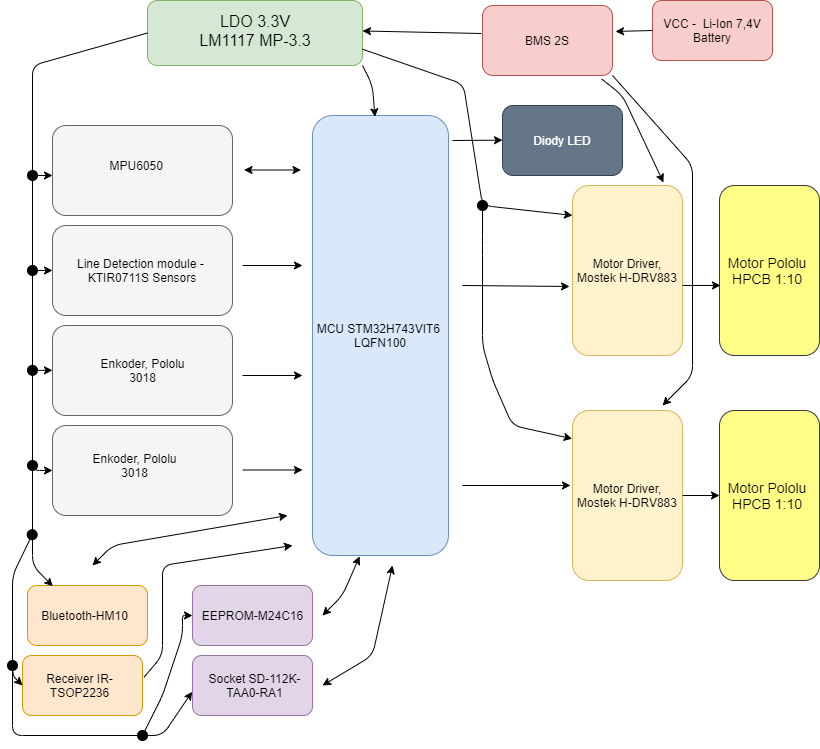 LDO 3.3V
LM1117 MP-3.3
BMS 2S
VCC - Li-Ion 7,4V
Battery
MPU6050
Diody LED
Line Detection module -
KTIR0711S Sensors
Motor Driver,
Mostek H-DRV883
Motor Pololu
HPCB 1:10
MCU STM32H743VIT6
LQFN100
Enkoder, Pololu
3018
Enkoder, Pololu
3018
Motor Driver,
Mostek H-DRV883
Motor Pololu
HPCB 1:10
Bluetooth-HM10
EEPROM-M24C16
Receiver IR-
TSOP2236
Socket SD-112K-
TAA0-RA1